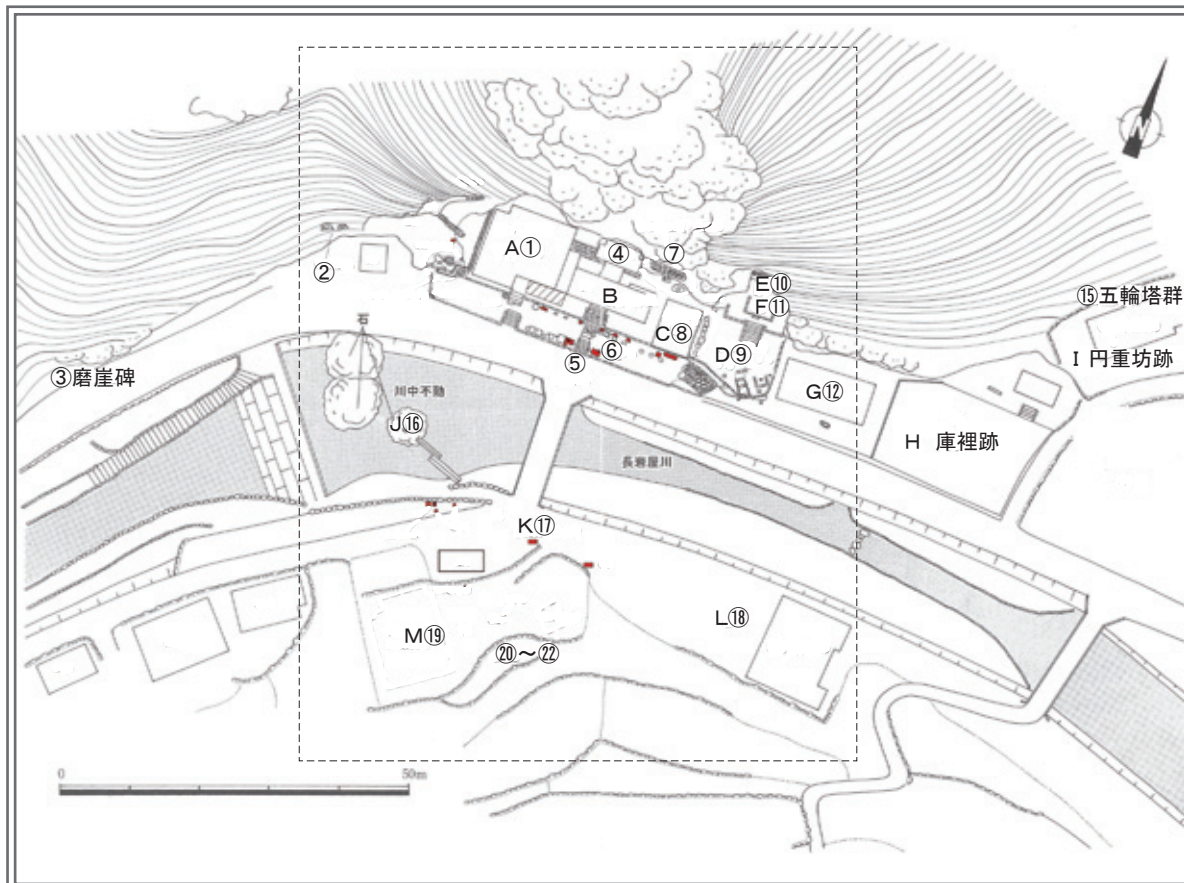 N
A①
④
⑦
②
E⑩
F⑪
B
⑮五輪塔群
C⑧
D⑨
石
⑥
⑤
I 円重坊跡
③磨崖碑
川中不動
G⑫
J⑯
H 庫裡跡
長岩屋川
K⑰
L⑱
M⑲
⑳～㉒
0
50m